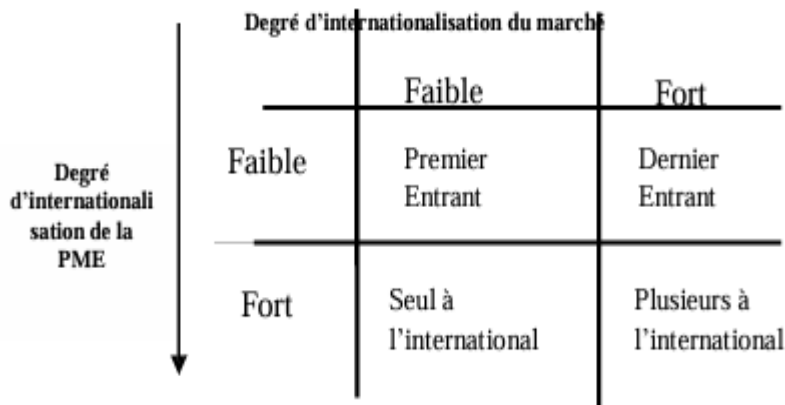 Degré d'internationalisation du marché
Faible Fort
Degré
d'internationali
sation de la
PME
Faible
Premier
Entrant
Dernier
Entrant
Fort
Seul à
l'international
Plusieurs à
l'international